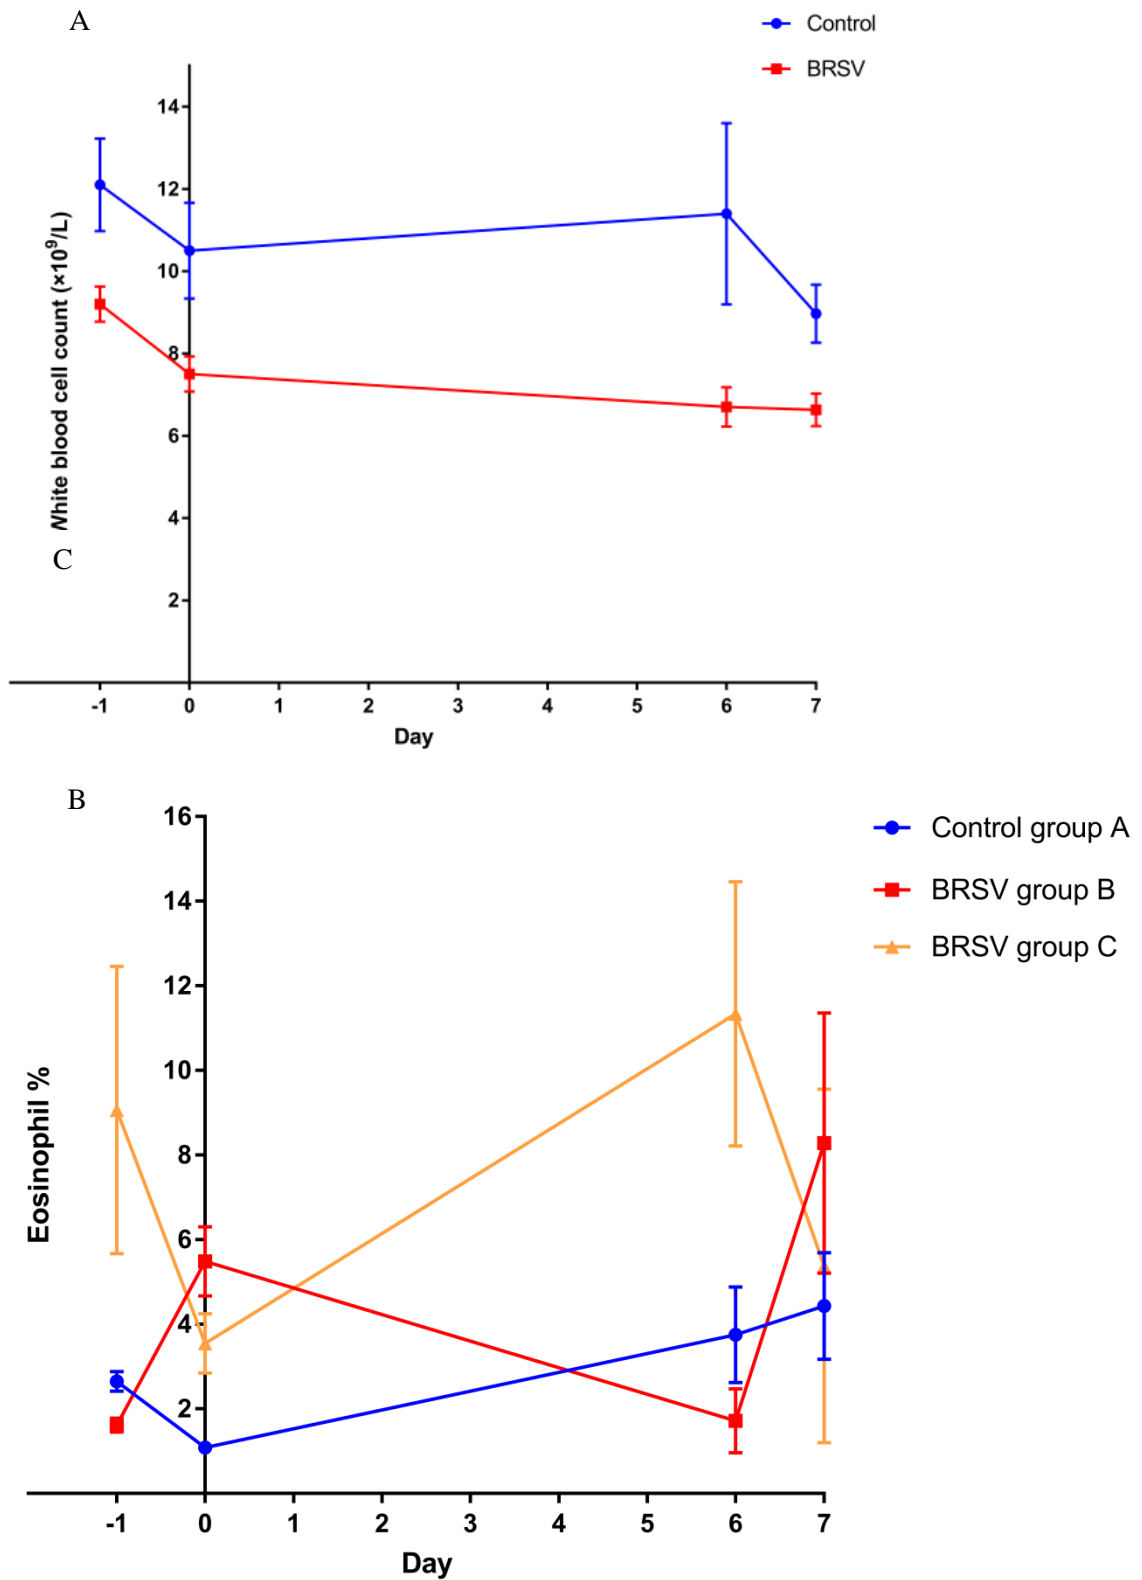 A
Control
BRSV
14
12
10
8
6
4
2
White blood cell count (×10⁹/L)
C
-1 0 1 2 3 4 5 6 7
Day
B
Control group A
BRSV group B
BRSV group C
16
14
12
10
8
6
4
2
Eosinophil %
-1 0 1 2 3 4 5 6 7
Day